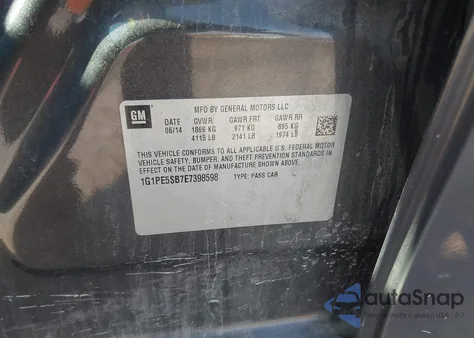 MFD BY GENERAL MOTORS LLC
GM
DATE GVWR GAWR FRT GAWR RR
06/14 1866 KG 971 KG 895 KG
4115 LB 2141 LB 1974 LB
THIS VEHICLE CONFORMS TO ALL APPLICABLE U.S. FEDERAL MOTOR
VEHICLE SAFETY, BUMPER, AND THEFT PREVENTION STANDARDS IN
EFFECT ON THE DATE OF MANUFACTURE SHOWN ABOVE.
1G1PE5SB7E7398598 TYPE: PASS CAR
autoSnap